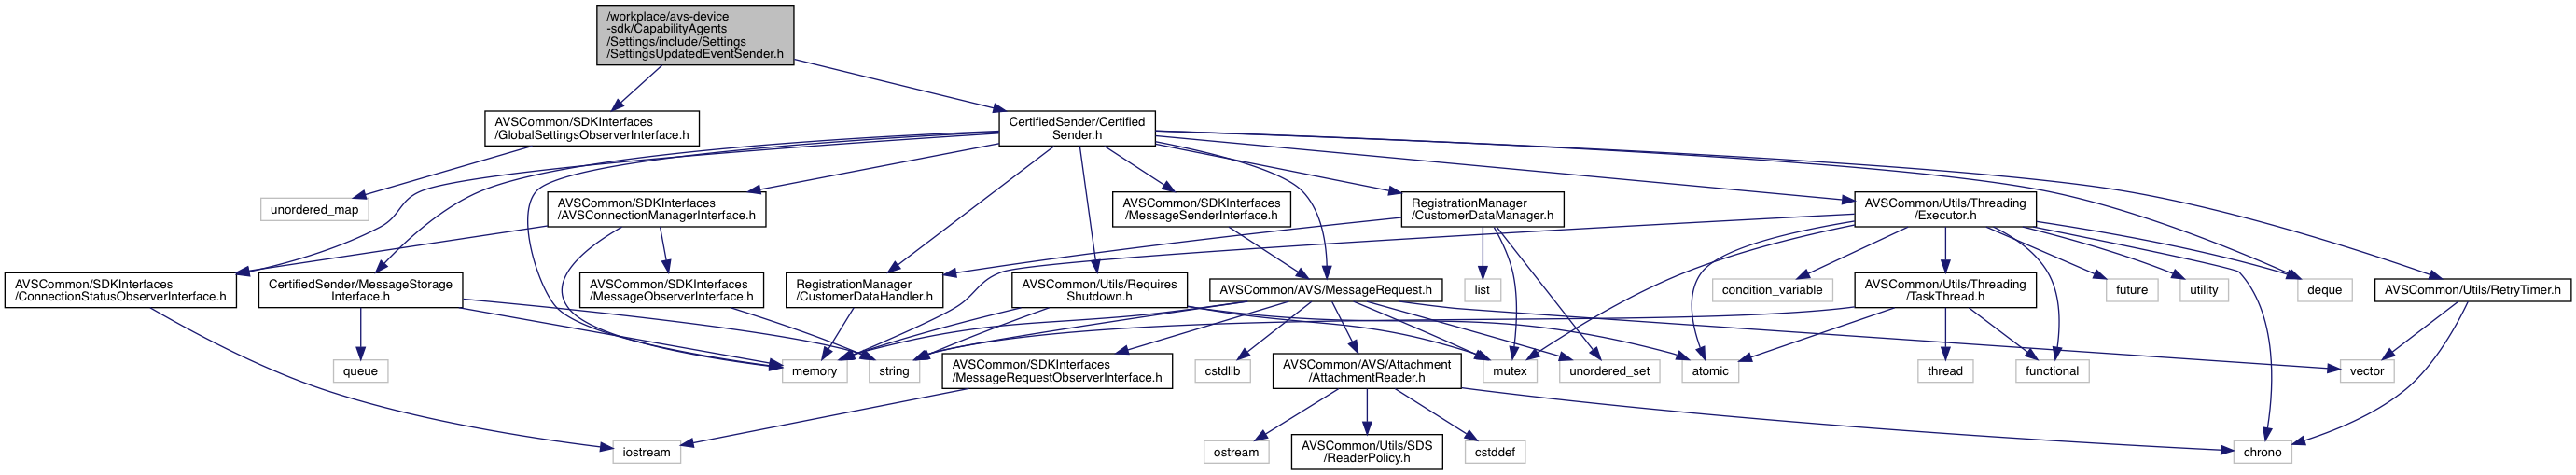 /workplace/avs-device
-sdk/CapabilityAgents
/Settings/include/Settings
/SettingsUpdatedEventSender.h
AVSCommon/SDKInterfaces
/GlobalSettingsObserverInterface.h
CertifiedSender/Certified
Sender.h
unordered_map
AVSCommon/SDKInterfaces
/AVSConnectionManagerInterface.h
AVSCommon/SDKInterfaces
/MessageSenderInterface.h
RegistrationManager
/CustomerDataManager.h
AVSCommon/Utils/Threading
/Executor.h
AVSCommon/SDKInterfaces
/ConnectionStatusObserverInterface.h
CertifiedSender/MessageStorage
Interface.h
AVSCommon/SDKInterfaces
/MessageObserverInterface.h
RegistrationManager
/CustomerDataHandler.h
AVSCommon/Utils/Requires
Shutdown.h
AVSCommon/AVS/MessageRequest.h
list
condition_variable
AVSCommon/Utils/Threading
/TaskThread.h
future
utility
deque
AVSCommon/Utils/RetryTimer.h
queue
memory
string
AVSCommon/SDKInterfaces
/MessageRequestObserverInterface.h
cstdlib
AVSCommon/AVS/Attachment
/AttachmentReader.h
mutex
unordered_set
atomic
thread
functional
vector
iostream
ostream
AVSCommon/Utils/SDS
/ReaderPolicy.h
cstddef
chrono